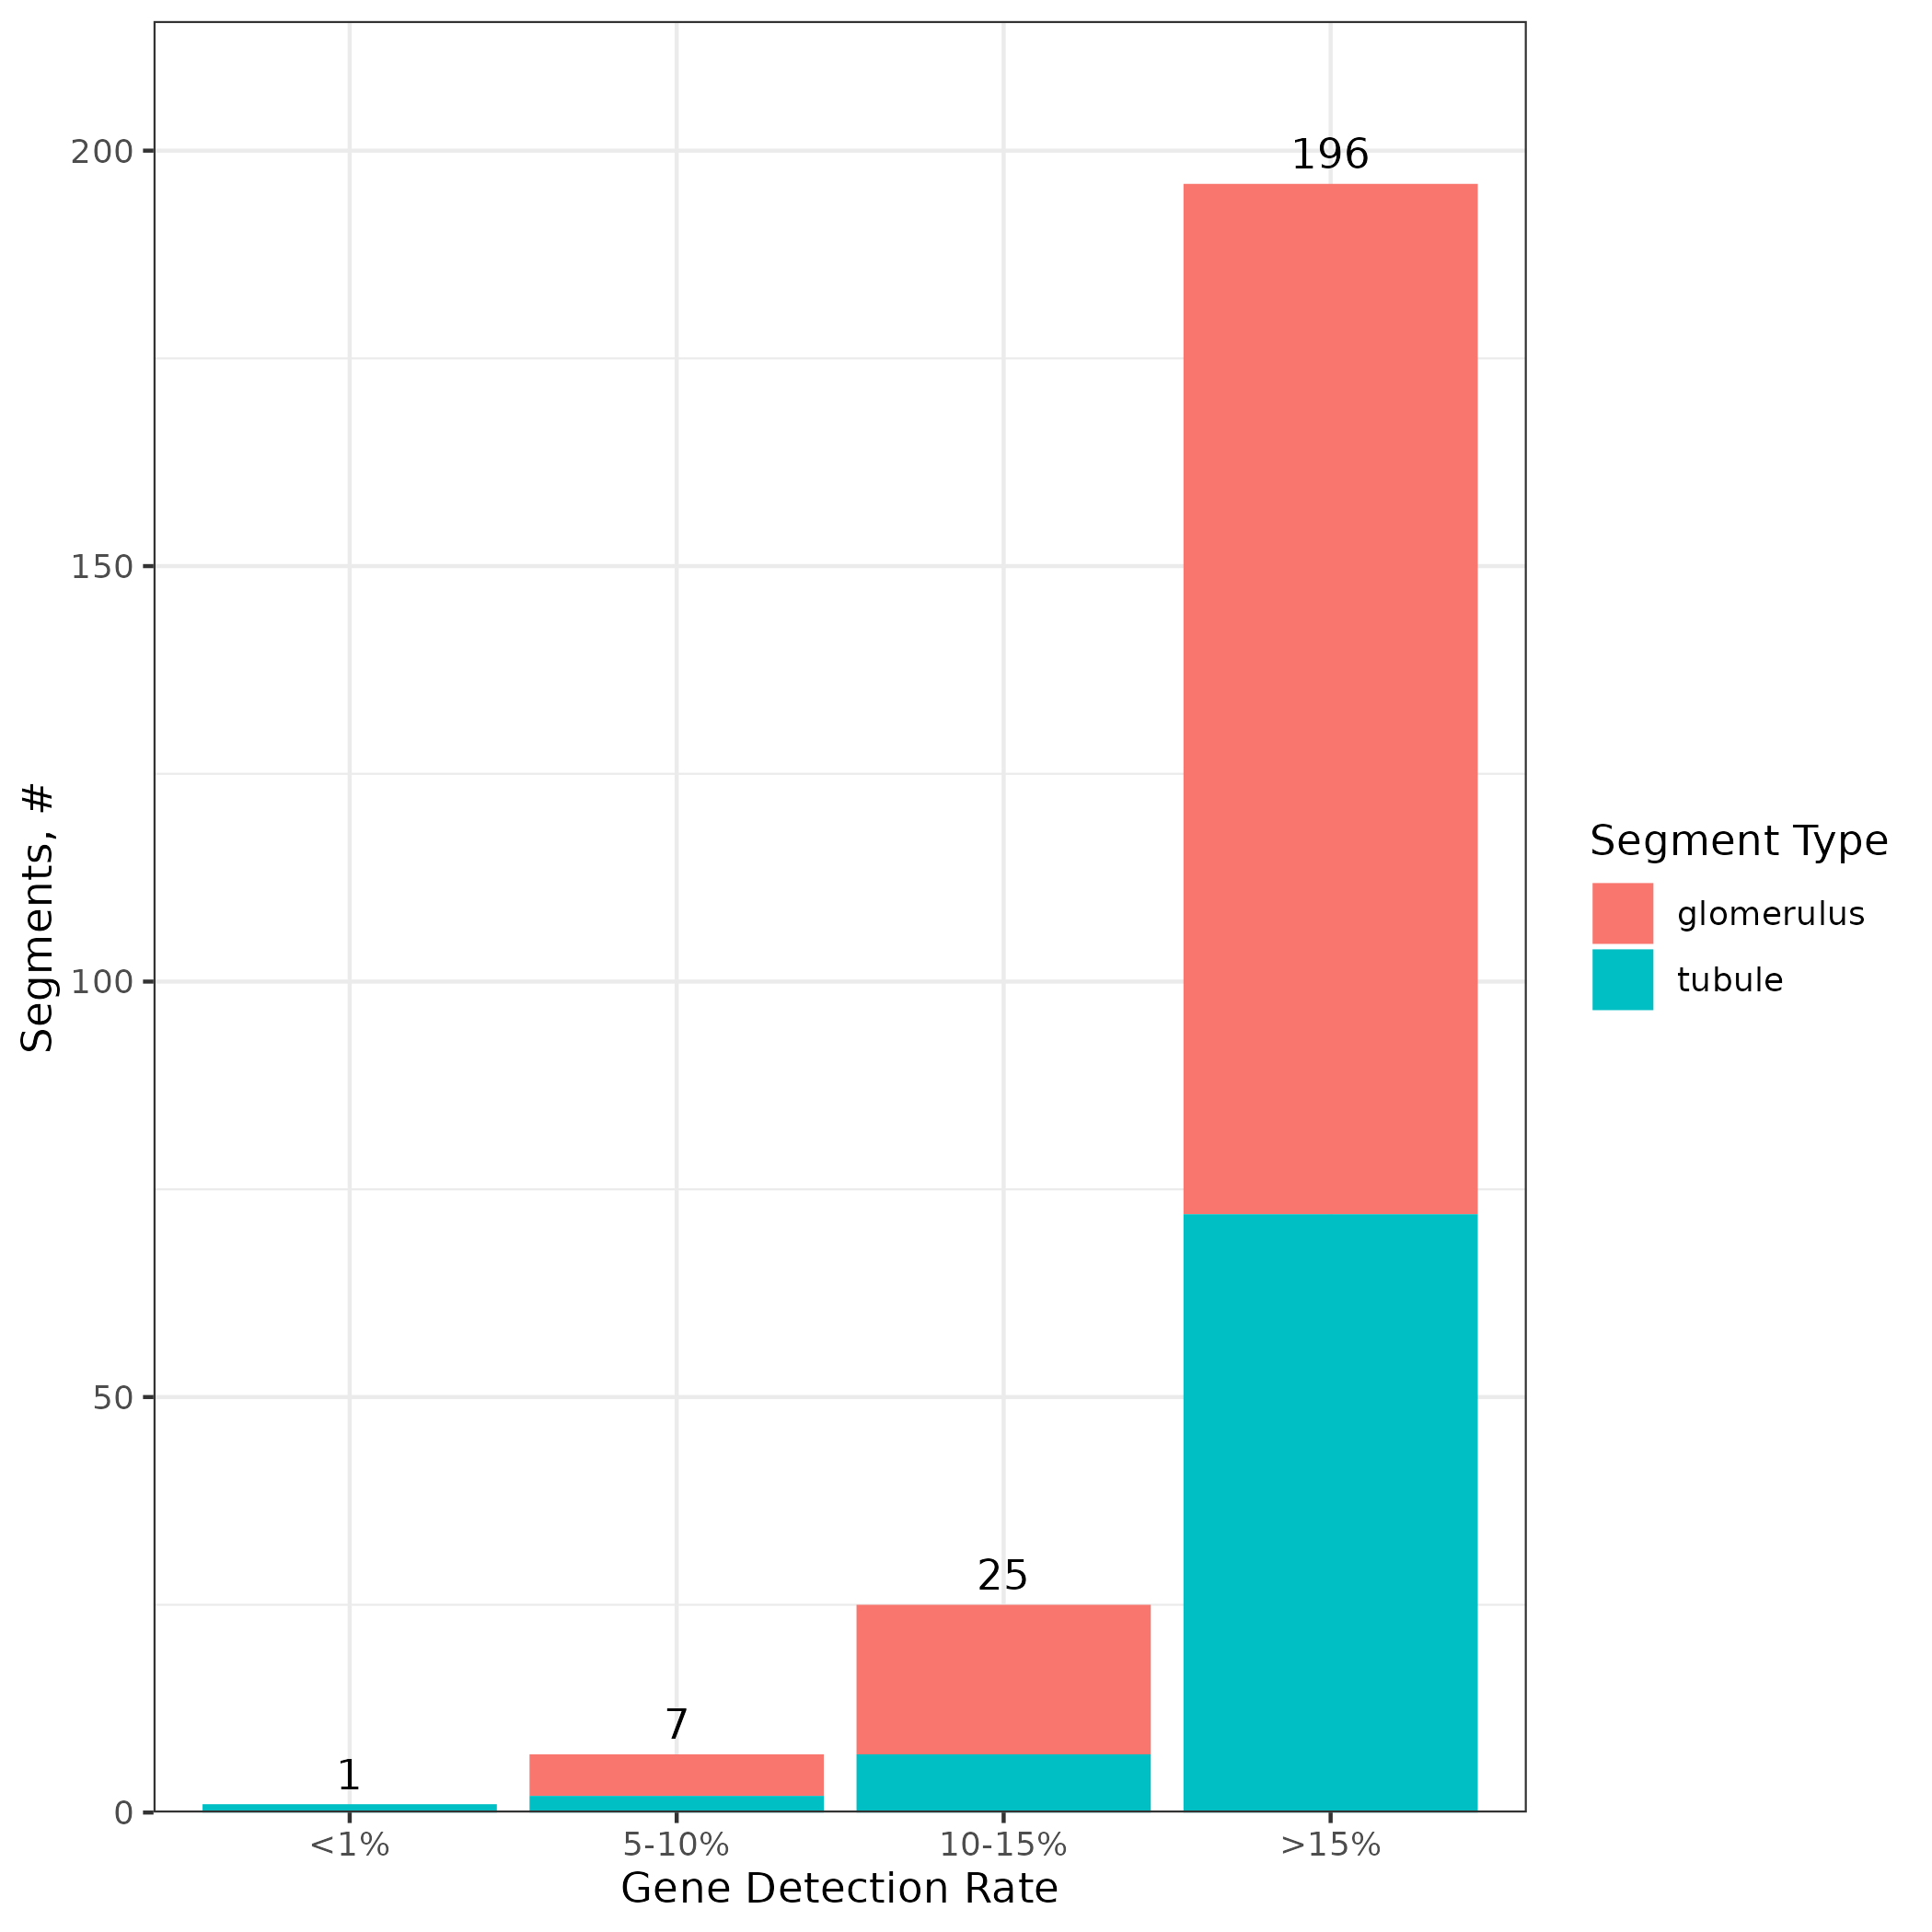 200
150
100
50
0
Segments, #
1
7
25
196
<1%
5-10%
10-15%
>15%
Gene Detection Rate
Segment Type
glomerulus
tubule